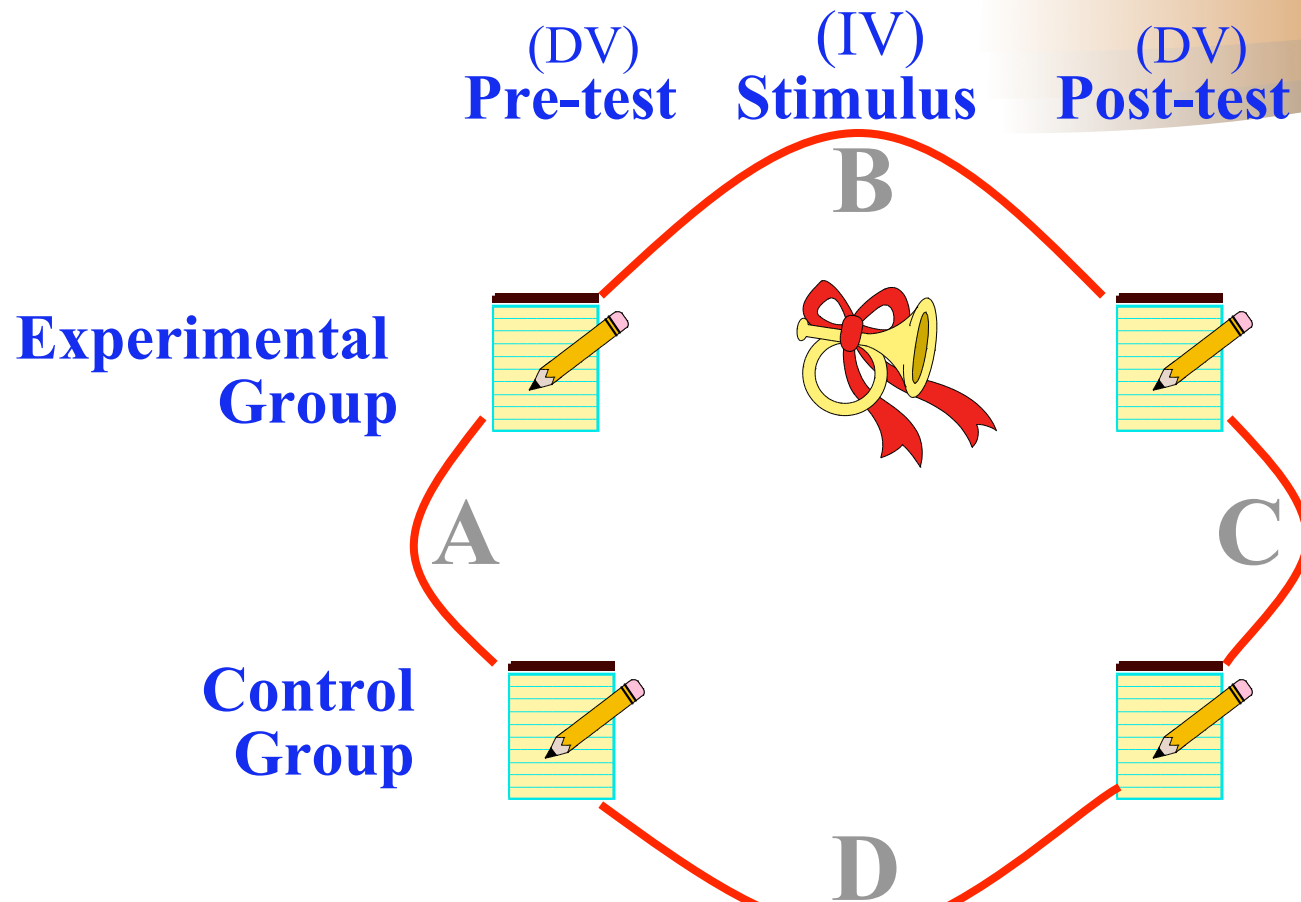 (DV)
Pre-test
(IV)
Stimulus
(DV)
Post-test
B
Experimental
Group
A
C
Control
Group
D